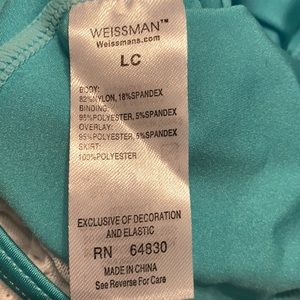 WEISSMAN™
Weissmans.com
LC
BODY:
82%NYLON, 18%SPANDEX
BINDING:
95%POLYESTER, 5%SPANDEX
OVERLAY:
95%POLYESTER, 5%SPANDEX
SKIRT:
100%POLYESTER
EXCLUSIVE OF DECORATION
AND ELASTIC
RN 64830
MADE IN CHINA
See Reverse For Care